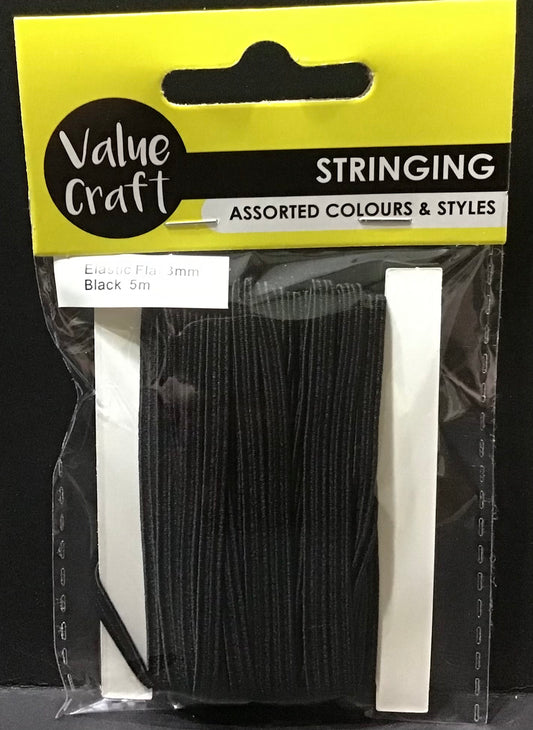 Value
Craft
STRINGING
ASSORTED COLOURS & STYLES
Elastic Flat 3mm
Black 5m